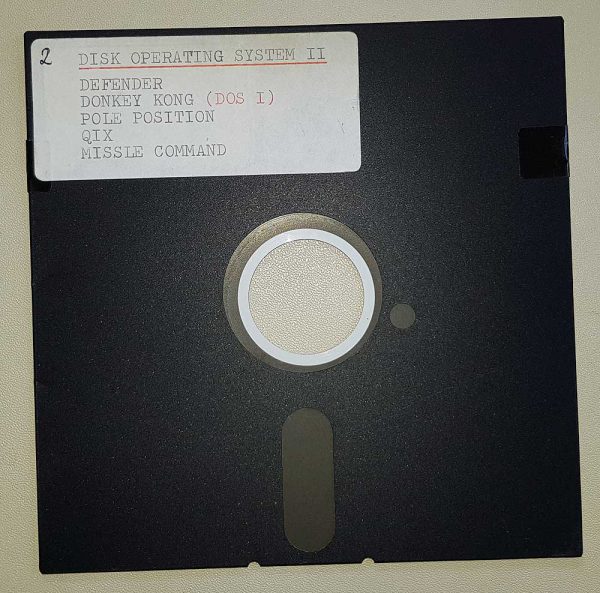 2 DISK OPERATING SYSTEM II
DEFENDER
DONKEY KONG (DOS I)
POLE POSITION
QIX
MISSLE COMMAND